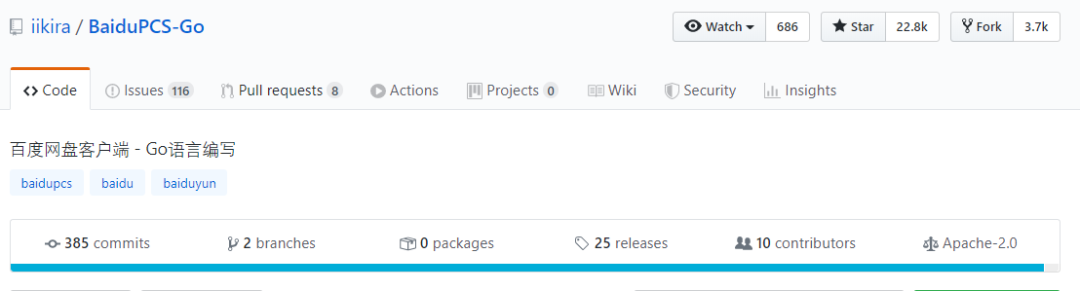 iikira / BaiduPCS-Go
Watch 686 Star 22.8k Fork 3.7k
Code Issues 116 Pull requests 8 Actions Projects 0 Wiki Security Insights
百度网盘客户端 - Go语言编写
baidupcs baidu baiduyun
385 commits 2 branches 0 packages 25 releases 10 contributors Apache-2.0